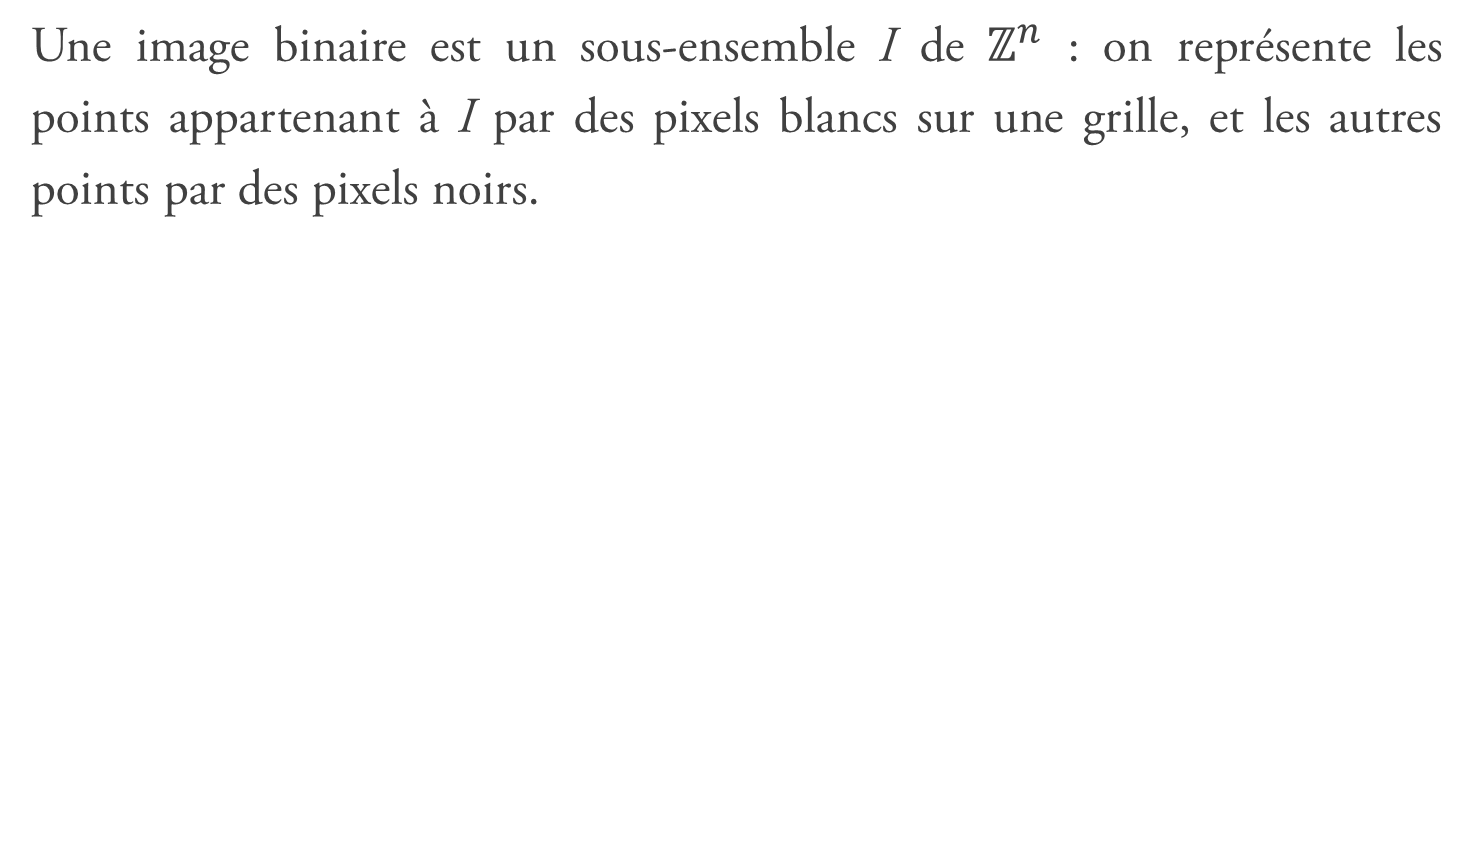 Une image binaire est un sous-ensemble I de ℤⁿ : on représente les
points appartenant à I par des pixels blancs sur une grille, et les autres
points par des pixels noirs.